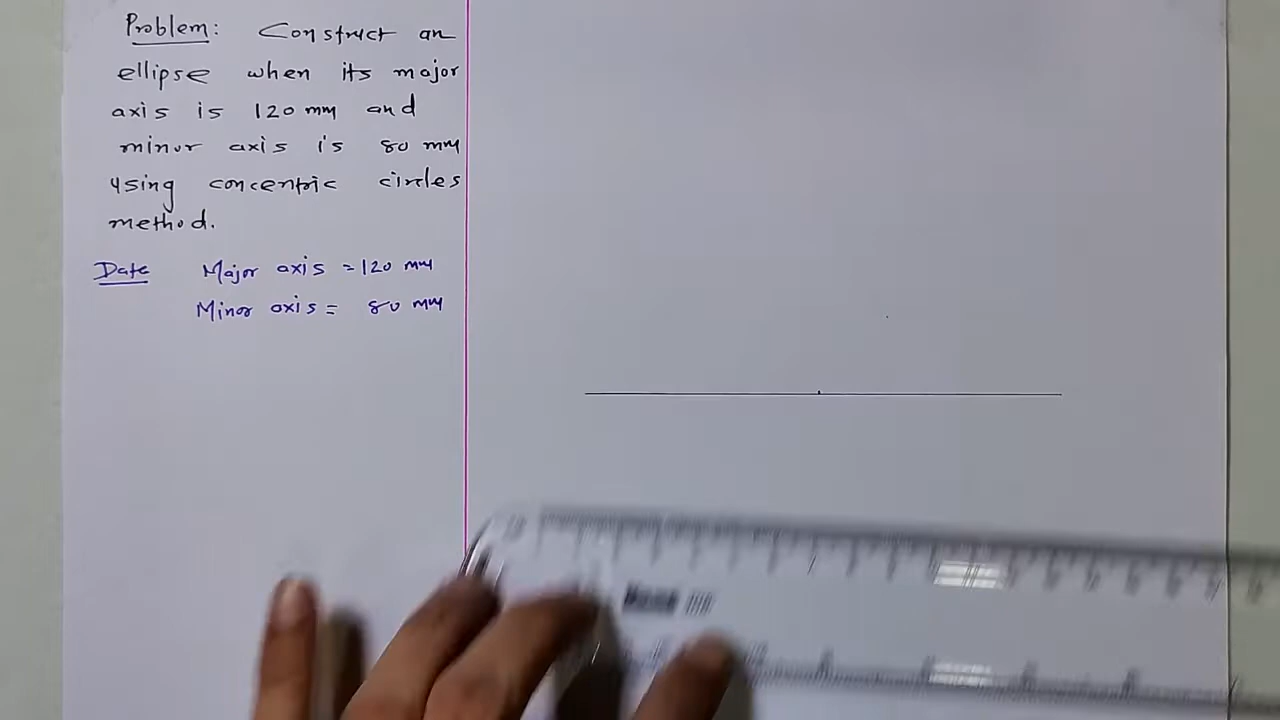 Problem: Construct an
ellipse when its major
axis is 120 mm and
minor axis is 80 mm
using concentric circles
method.
Date Major axis = 120 mm
Minor axis = 80 mm